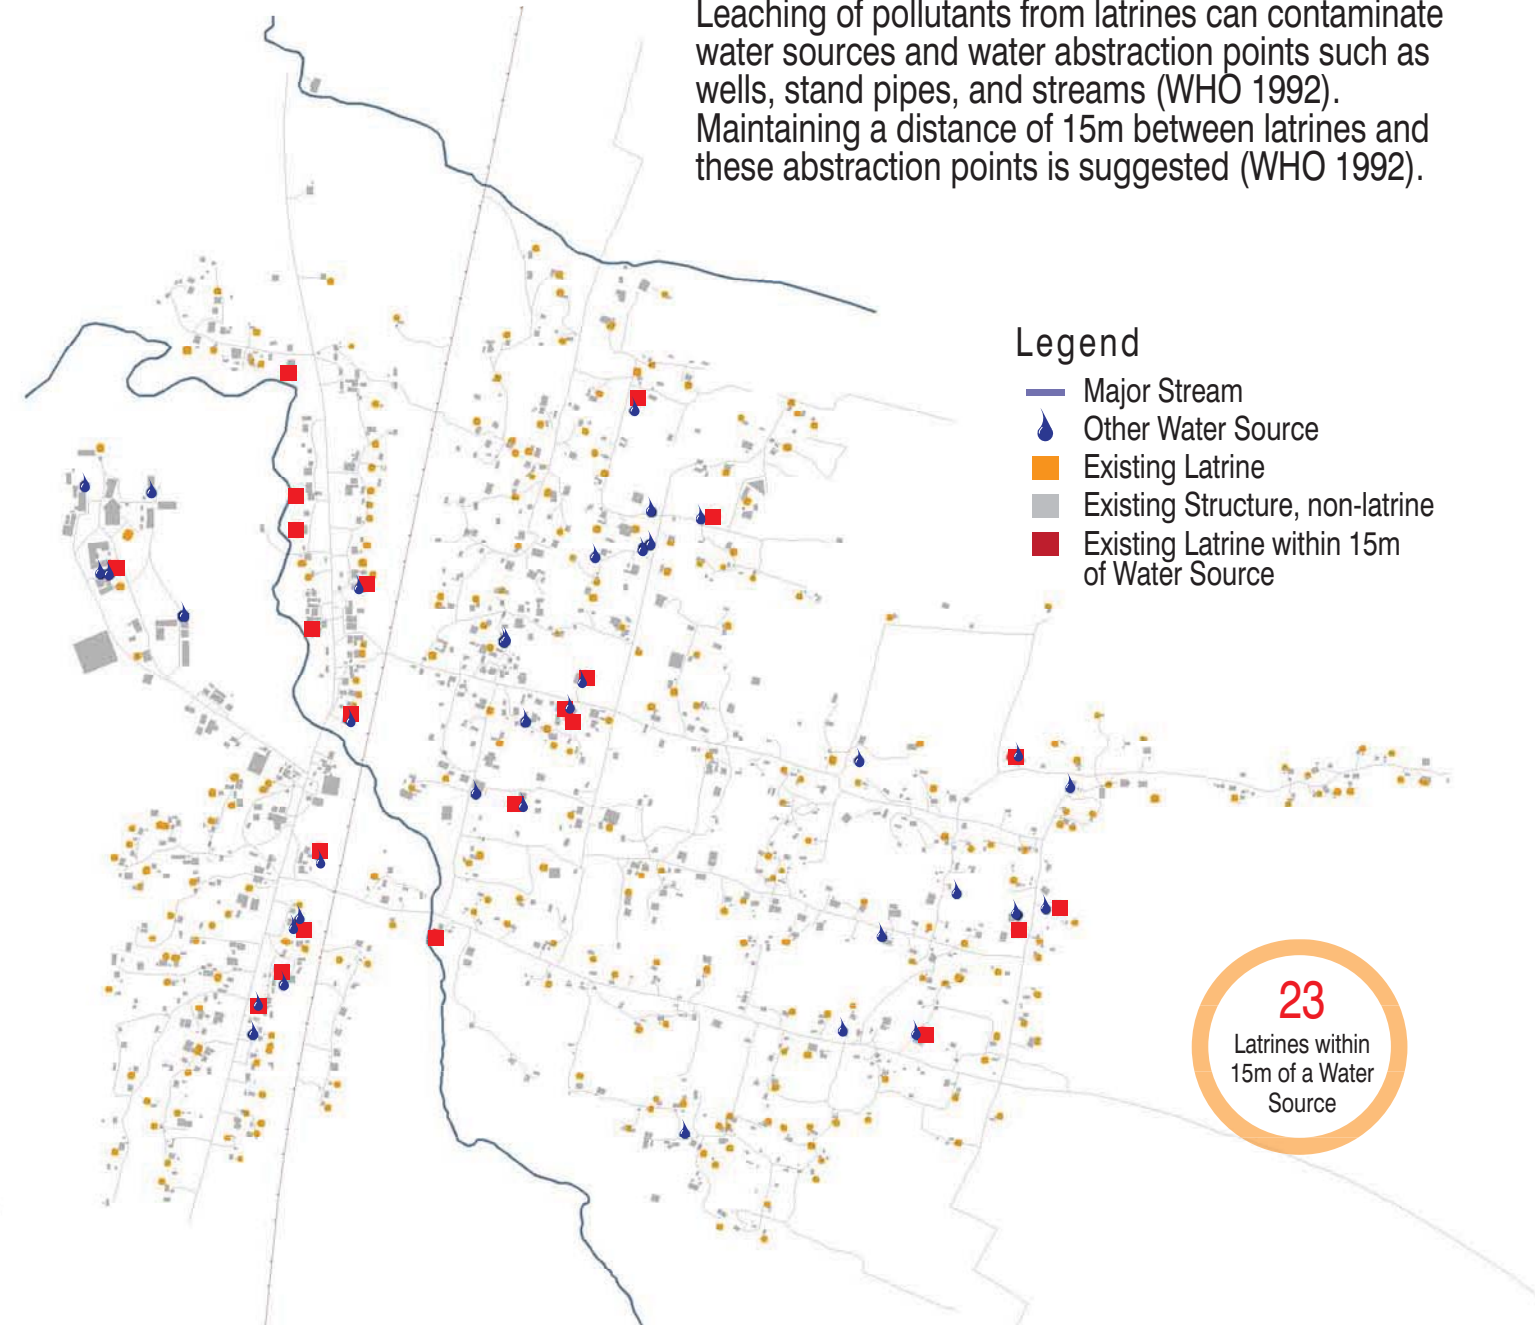 Leaching of pollutants from latrines can contaminate
water sources and water abstraction points such as
wells, stand pipes, and streams (WHO 1992).
Maintaining a distance of 15m between latrines and
these abstraction points is suggested (WHO 1992).
Legend
Major Stream
Other Water Source
Existing Latrine
Existing Structure, non-latrine
Existing Latrine within 15m
of Water Source
23
Latrines within
15m of a Water
Source